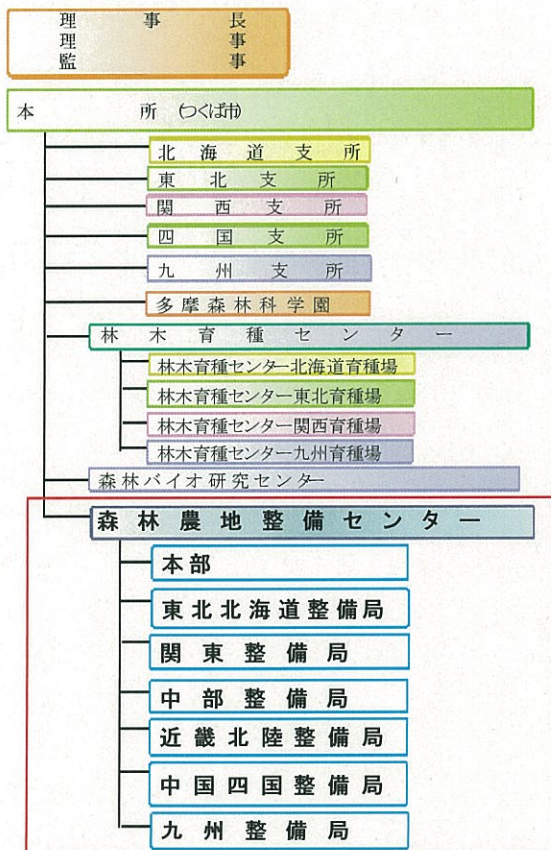 理事長
理事
監事
本所 (つくば市)
北海道支所
東北支所
関西支所
四国支所
九州支所
多摩森林科学園
林木育種センター
林木育種センター北海道育種場
林木育種センター東北育種場
林木育種センター関西育種場
林木育種センター九州育種場
森林バイオ研究センター
森林農地整備センター
本部
東北北海道整備局
関東整備局
中部整備局
近畿北陸整備局
中国四国整備局
九州整備局